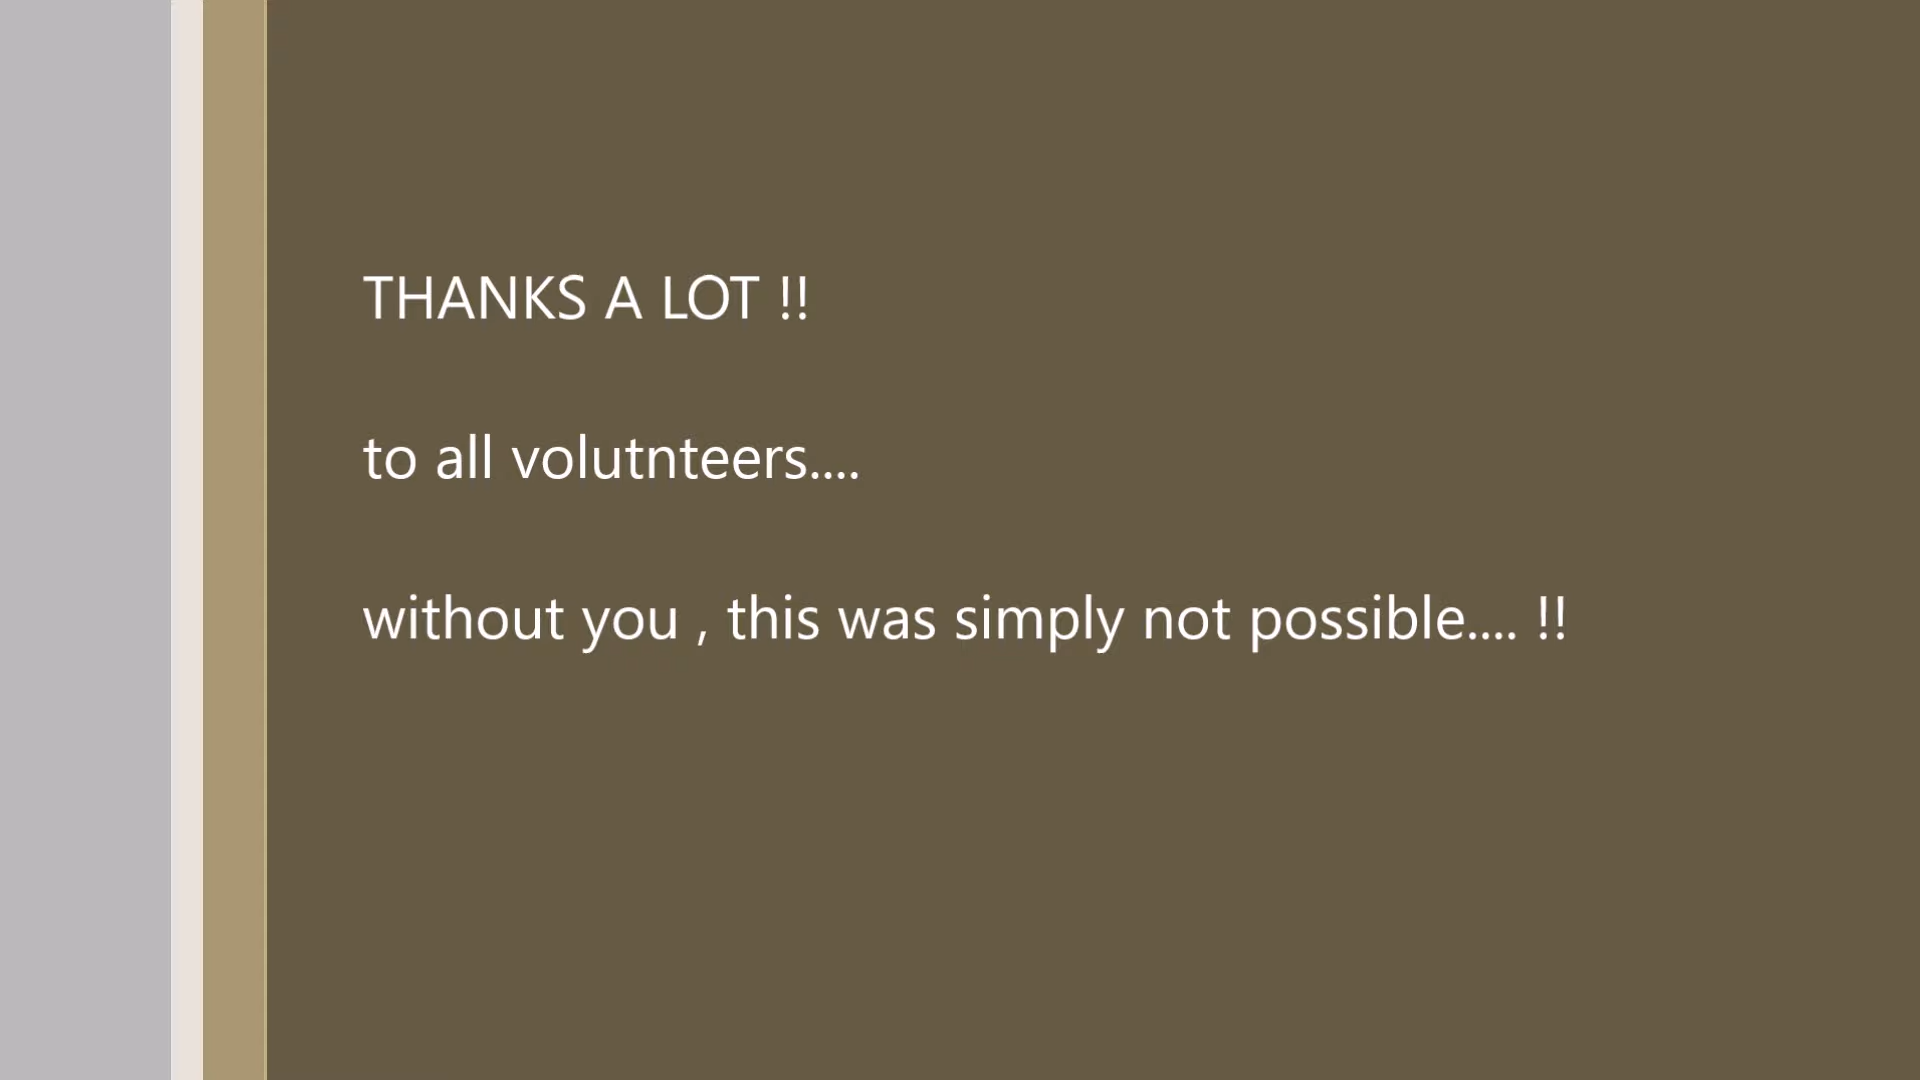 THANKS A LOT !!
to all volutnteers....
without you , this was simply not possible.... !!